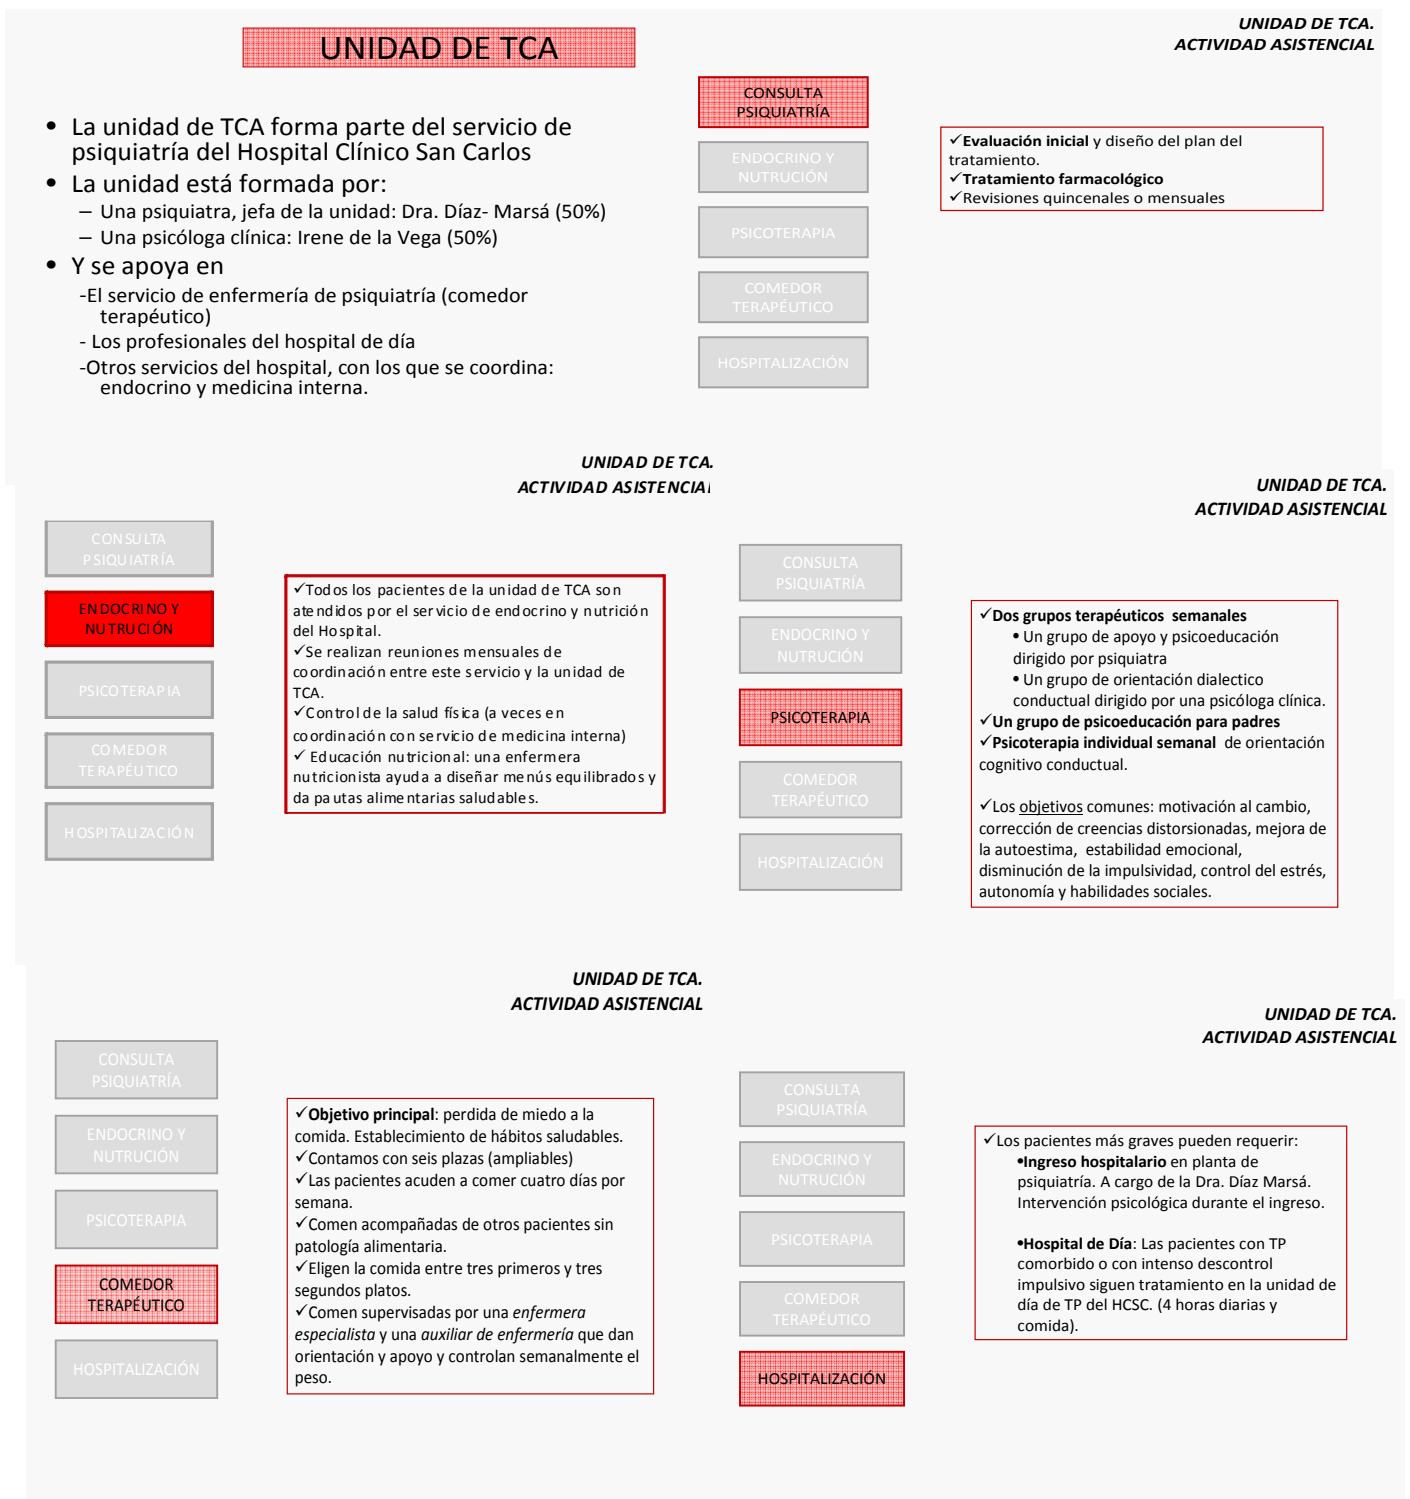 UNIDAD DE TCA
• La unidad de TCA forma parte del servicio de
psiquiatría del Hospital Clínico San Carlos
• La unidad está formada por:
– Una psiquiatra, jefa de la unidad: Dra. Díaz- Marsá (50%)
– Una psicóloga clínica: Irene de la Vega (50%)
• Y se apoya en
-El servicio de enfermería de psiquiatría (comedor
terapéutico)
- Los profesionales del hospital de día
-Otros servicios del hospital, con los que se coordina:
endocrino y medicina interna.
UNIDAD DE TCA.
ACTIVIDAD ASISTENCIAL
CONSULTA
PSIQUIATRÍA
ENDOCRINO Y
NUTRUCIÓN
PSICOTERAPIA
COMEDOR
TERAPÉUTICO
HOSPITALIZACIÓN
✓Evaluación inicial y diseño del plan del
tratamiento.
✓Tratamiento farmacológico
✓Revisiones quincenales o mensuales
UNIDAD DE TCA.
ACTIVIDAD ASISTENCIAL
CONSULTA
PSIQUIATRÍA
ENDOCRINO Y
NUTRUCIÓN
PSICOTERAPIA
COMEDOR
TERAPÉUTICO
HOSPITALIZACIÓN
✓Todos los pacientes de la unidad de TCA son
atendidos por el servicio de endocrino y nutrición
del Hospital.
✓Se realizan reuniones mensuales de
coordinación entre este servicio y la unidad de
TCA.
✓Control de la salud física (a veces en
coordinación con servicio de medicina interna)
✓ Educación nutricional: una enfermera
nutricionista ayuda a diseñar menús equilibrados y
da pautas alimentarias saludables.
UNIDAD DE TCA.
ACTIVIDAD ASISTENCIAL
CONSULTA
PSIQUIATRÍA
ENDOCRINO Y
NUTRUCIÓN
PSICOTERAPIA
COMEDOR
TERAPÉUTICO
HOSPITALIZACIÓN
✓Dos grupos terapéuticos semanales
• Un grupo de apoyo y psicoeducación
dirigido por psiquiatra
• Un grupo de orientación dialectico
conductual dirigido por una psicóloga clínica.
✓Un grupo de psicoeducación para padres
✓Psicoterapia individual semanal de orientación
cognitivo conductual.
✓Los objetivos comunes: motivación al cambio,
corrección de creencias distorsionadas, mejora de
la autoestima, estabilidad emocional,
disminución de la impulsividad, control del estrés,
autonomía y habilidades sociales.
UNIDAD DE TCA.
ACTIVIDAD ASISTENCIAL
CONSULTA
PSIQUIATRÍA
ENDOCRINO Y
NUTRUCIÓN
PSICOTERAPIA
COMEDOR
TERAPÉUTICO
HOSPITALIZACIÓN
✓Objetivo principal: perdida de miedo a la
comida. Establecimiento de hábitos saludables.
✓Contamos con seis plazas (ampliables)
✓Las pacientes acuden a comer cuatro días por
semana.
✓Comen acompañadas de otros pacientes sin
patología alimentaria.
✓Eligen la comida entre tres primeros y tres
segundos platos.
✓Comen supervisadas por una enfermera
especialista y una auxiliar de enfermería que dan
orientación y apoyo y controlan semanalmente el
peso.
UNIDAD DE TCA.
ACTIVIDAD ASISTENCIAL
CONSULTA
PSIQUIATRÍA
ENDOCRINO Y
NUTRUCIÓN
PSICOTERAPIA
COMEDOR
TERAPÉUTICO
HOSPITALIZACIÓN
✓Los pacientes más graves pueden requerir:
•Ingreso hospitalario en planta de
psiquiatría. A cargo de la Dra. Díaz Marsá.
Intervención psicológica durante el ingreso.
•Hospital de Día: Las pacientes con TP
comorbido o con intenso descontrol
impulsivo siguen tratamiento en la unidad de
día de TP del HCSC. (4 horas diarias y
comida).